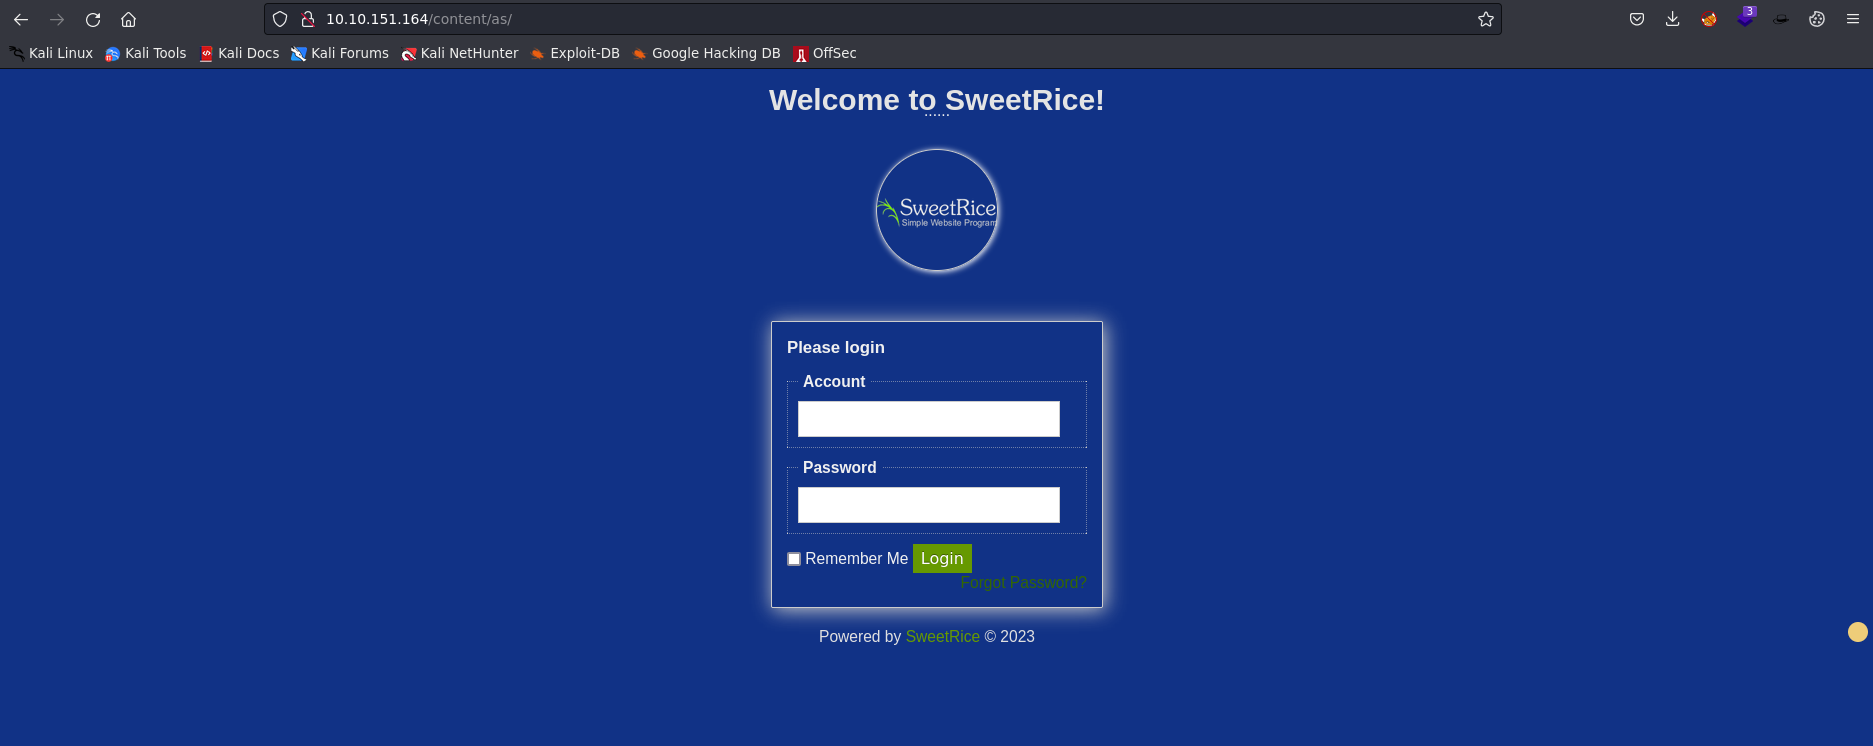 10.10.151.164/content/as/
3
Kali Linux Kali Tools Kali Docs Kali Forums Kali NetHunter Exploit-DB Google Hacking DB OffSec
Welcome to SweetRice!
......
SweetRice
Simple Website Program
Please login
Account
Password
Remember Me Login
Forgot Password?
Powered by SweetRice © 2023